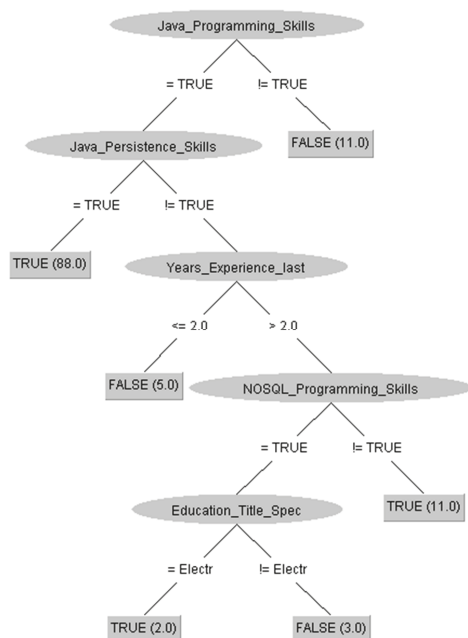 Java_Programming_Skills
= TRUE
!= TRUE
Java_Persistence_Skills
FALSE (11.0)
= TRUE
!= TRUE
TRUE (88.0)
Years_Experience_last
<= 2.0
> 2.0
FALSE (5.0)
NOSQL_Programming_Skills
= TRUE
!= TRUE
Education_Title_Spec
TRUE (11.0)
= Electr
!= Electr
TRUE (2.0)
FALSE (3.0)